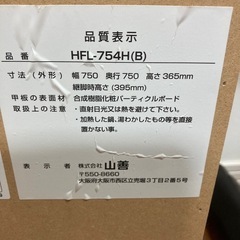 品質表示
品番 HFL-754H(B)
寸法(外形) 幅750 奥行750 高さ365mm
継脚時高さ(395mm)
甲板の表面材 合成樹脂化粧パーティクルボード
取扱上の注意 ・直射日光又は熱を避けて下さい。
・加熱した鍋、湯わかしたもの等を直接
置かないで下さい。
表示者 株式会社 山善
〒550-8660
大阪府大阪市西区立売堀3丁目2番5号